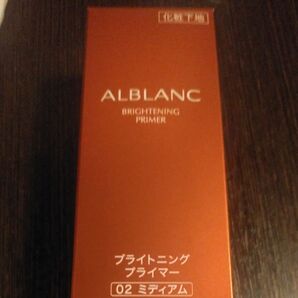 化粧下地
ALBLANC
BRIGHTENING
PRIMER
ブライトニング
プライマー
02 ミディアム